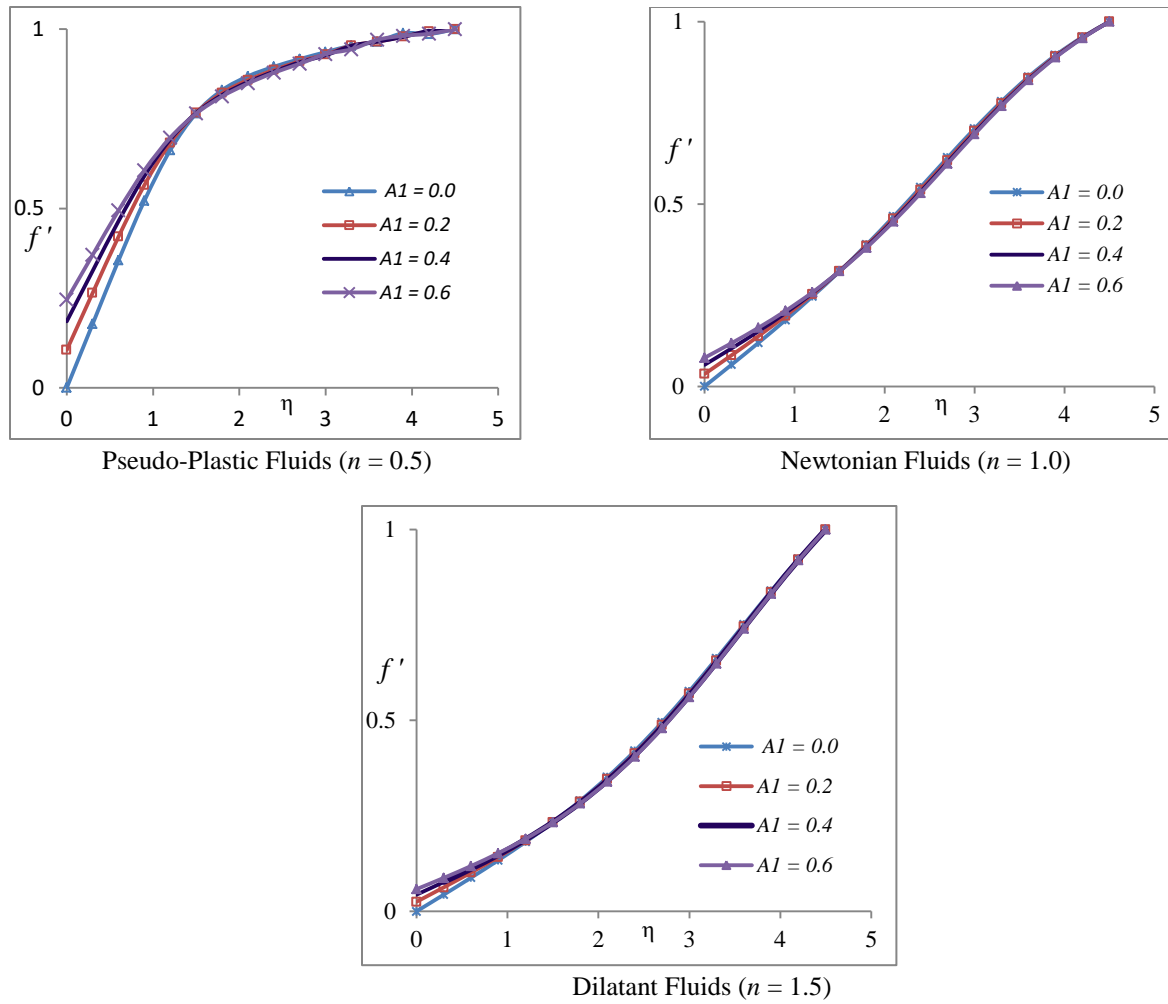 1
0.5
f '
0
0 1 2 3 4 5
η
A1 = 0.0
A1 = 0.2
A1 = 0.4
A1 = 0.6
Pseudo-Plastic Fluids (n = 0.5)
1
f '
0.5
0
0 1 2 3 4 5
η
A1 = 0.0
A1 = 0.2
A1 = 0.4
A1 = 0.6
Newtonian Fluids (n = 1.0)
1
f '
0.5
0
0 1 2 3 4 5
η
A1 = 0.0
A1 = 0.2
A1 = 0.4
A1 = 0.6
Dilatant Fluids (n = 1.5)